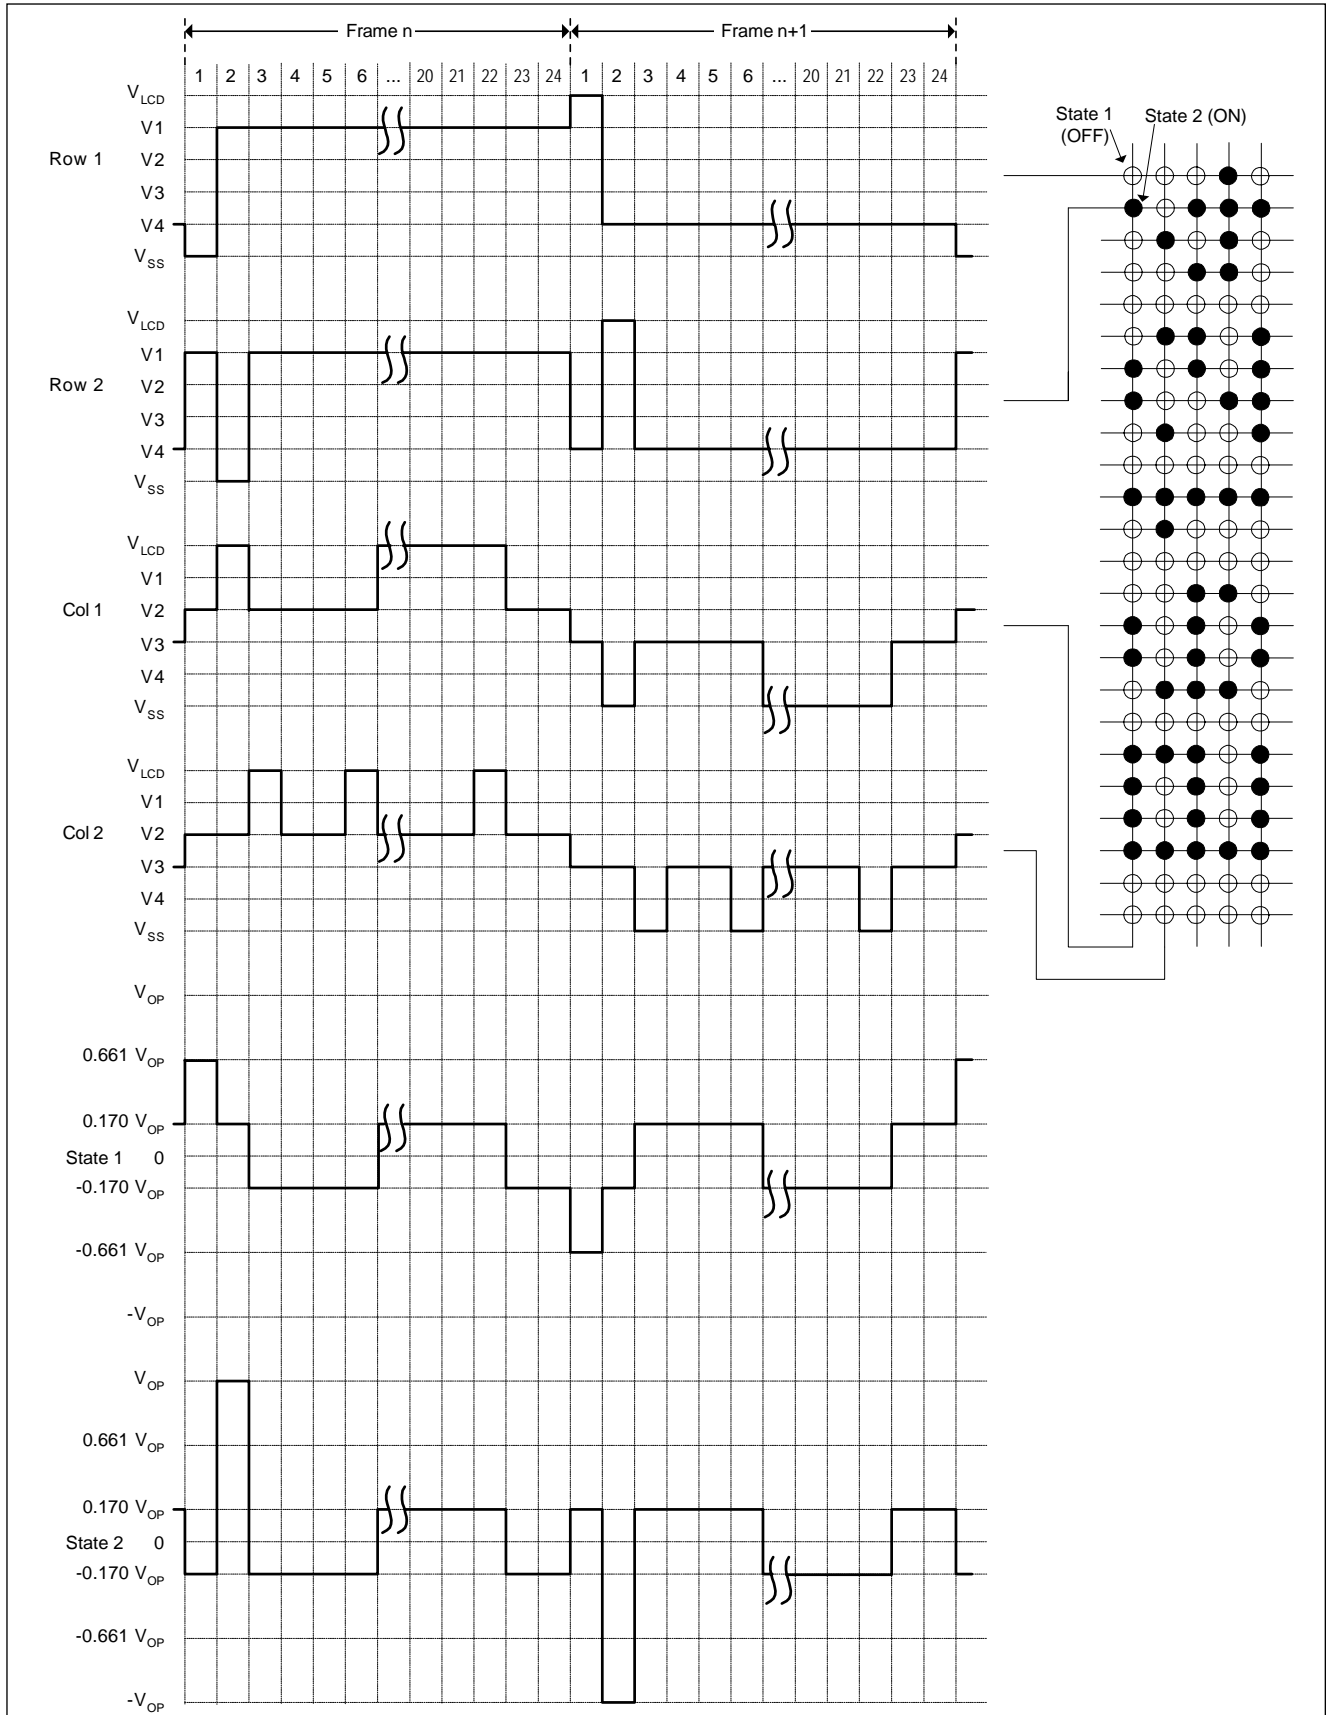 Frame n Frame n+1
1 2 3 4 5 6 ... 20 21 22 23 24 1 2 3 4 5 6 ... 20 21 22 23 24
VLCD
V1
Row 1 V2
V3
V4
VSS
State 1 (OFF)
State 2 (ON)
VLCD
V1
Row 2 V2
V3
V4
VSS
VLCD
V1
Col 1 V2
V3
V4
VSS
VLCD
V1
Col 2 V2
V3
V4
VSS
VOP
0.661 VOP
0.170 VOP
State 1 0
-0.170 VOP
-0.661 VOP
-VOP
VOP
0.661 VOP
0.170 VOP
State 2 0
-0.170 VOP
-0.661 VOP
-VOP